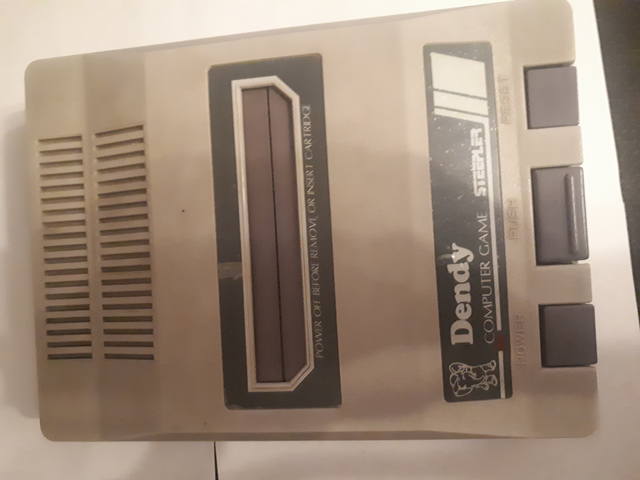 POWER OFF BEFORE REMOVE, OR INSERT CARTRIDGE
Dendy
COMPUTER GAME STEEPLER
POWER
PUSH
RESET